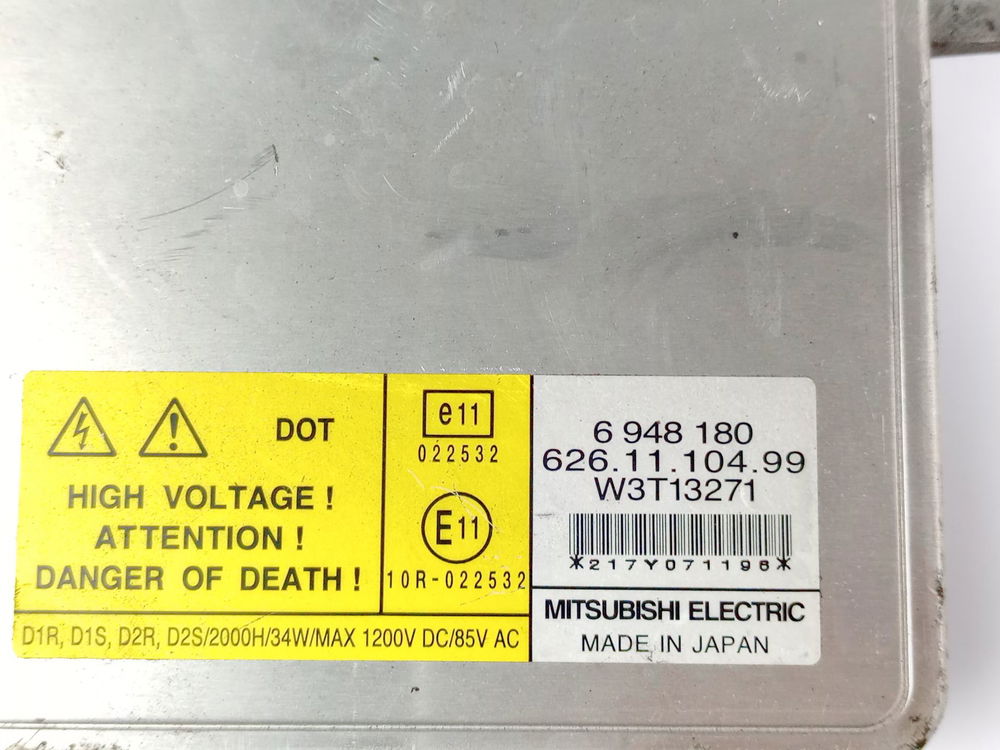 DOT
HIGH VOLTAGE !
ATTENTION !
DANGER OF DEATH !
e11
022532
E11
10R-022532
D1R, D1S, D2R, D2S/2000H/34W/MAX 1200V DC/85V AC
6 948 180
626.11.104.99
W3T13271
*217Y071196*
MITSUBISHI ELECTRIC
MADE IN JAPAN